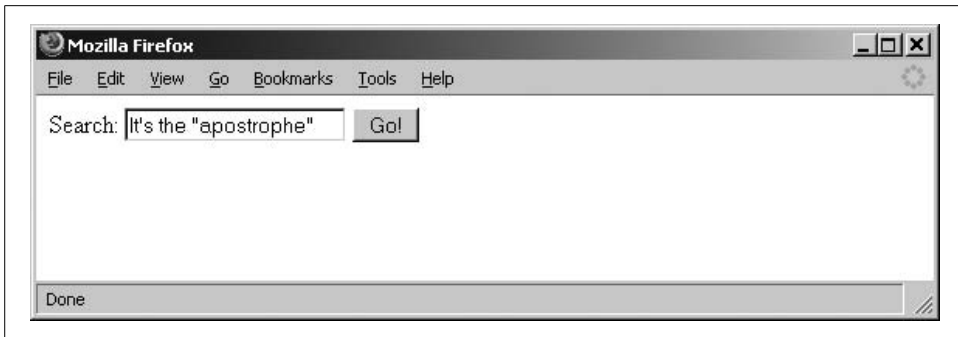 Mozilla Firefox
File Edit View Go Bookmarks Tools Help
Search: It's the "apostrophe" Go!
Done